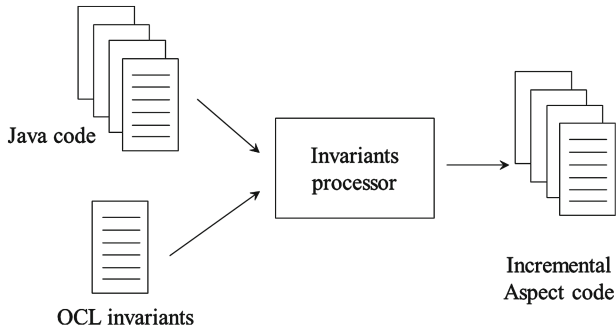 Java code
Invariants
processor
OCL invariants
Incremental
Aspect code